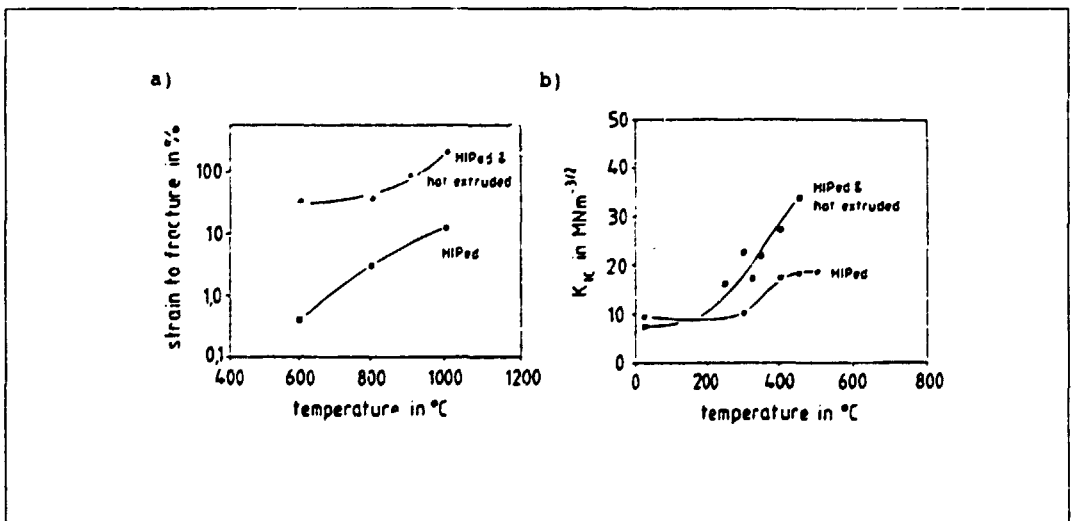 a)
strain to fracture in %
100
10
1,0
0,1
400
600
800
1000
1200
temperature in °C
HIPed &
hot extruded
HIPed
b)
K_IC in MNm^-3/2
50
40
30
20
10
0
0
200
400
600
800
temperature in °C
HIPed &
hot extruded
HIPed